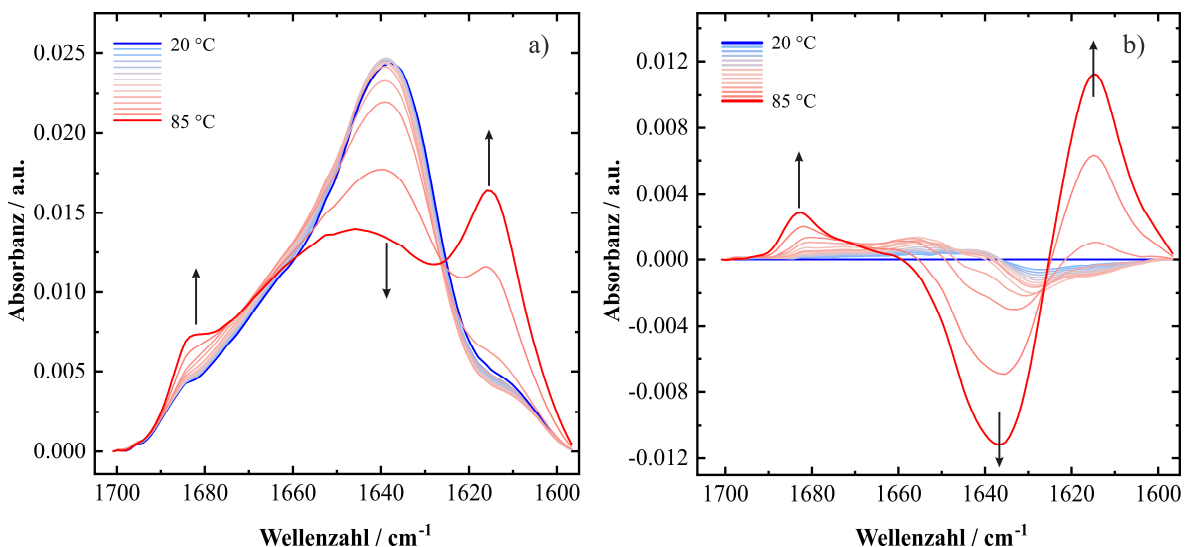 a)
20 °C
85 °C
0.025
0.020
0.015
0.010
0.005
0.000
Absorbanz / a.u.
1700 1680 1660 1640 1620 1600
Wellenzahl / cm-1
b)
20 °C
85 °C
0.012
0.008
0.004
0.000
-0.004
-0.008
-0.012
Absorbanz / a.u.
1700 1680 1660 1640 1620 1600
Wellenzahl / cm-1